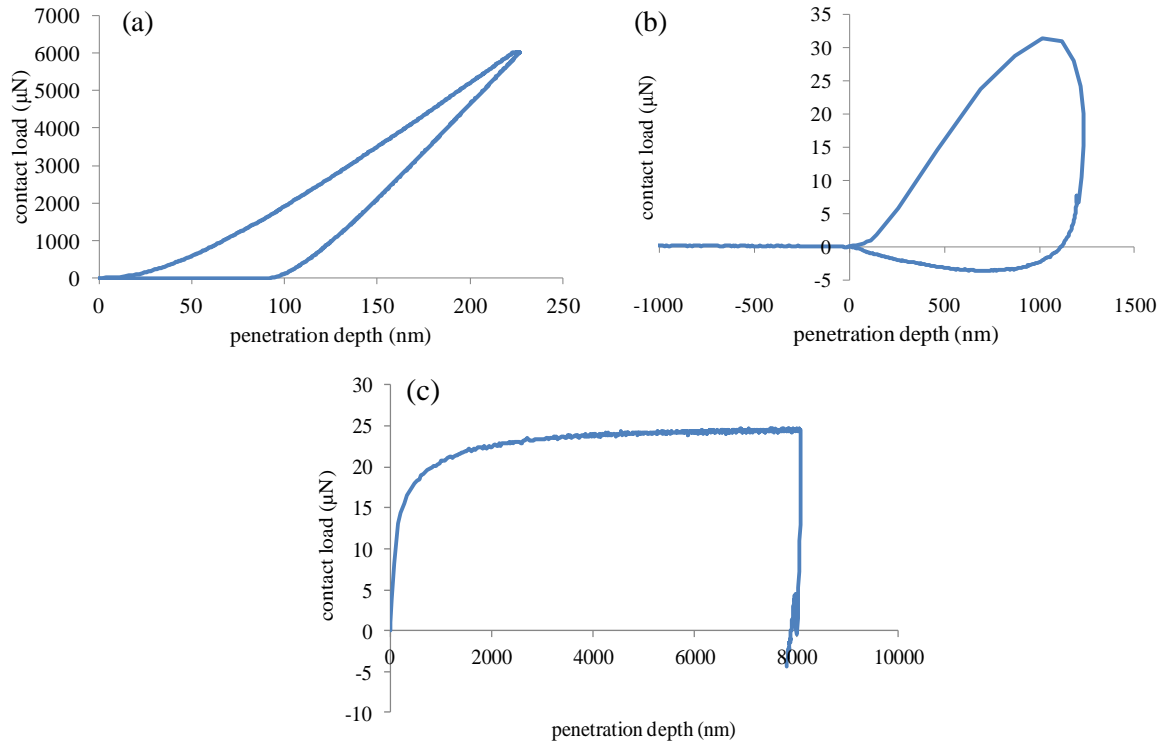 (a)
7000
6000
5000
4000
3000
2000
1000
0
contact load (µN)
0 50 100 150 200 250
penetration depth (nm)
(b)
35
30
25
20
15
10
5
0
-5
contact load (µN)
-1000 -500 0 500 1000 1500
penetration depth (nm)
(c)
30
25
20
15
10
5
0
-5
-10
contact load (µN)
0 2000 4000 6000 8000 10000
penetration depth (nm)